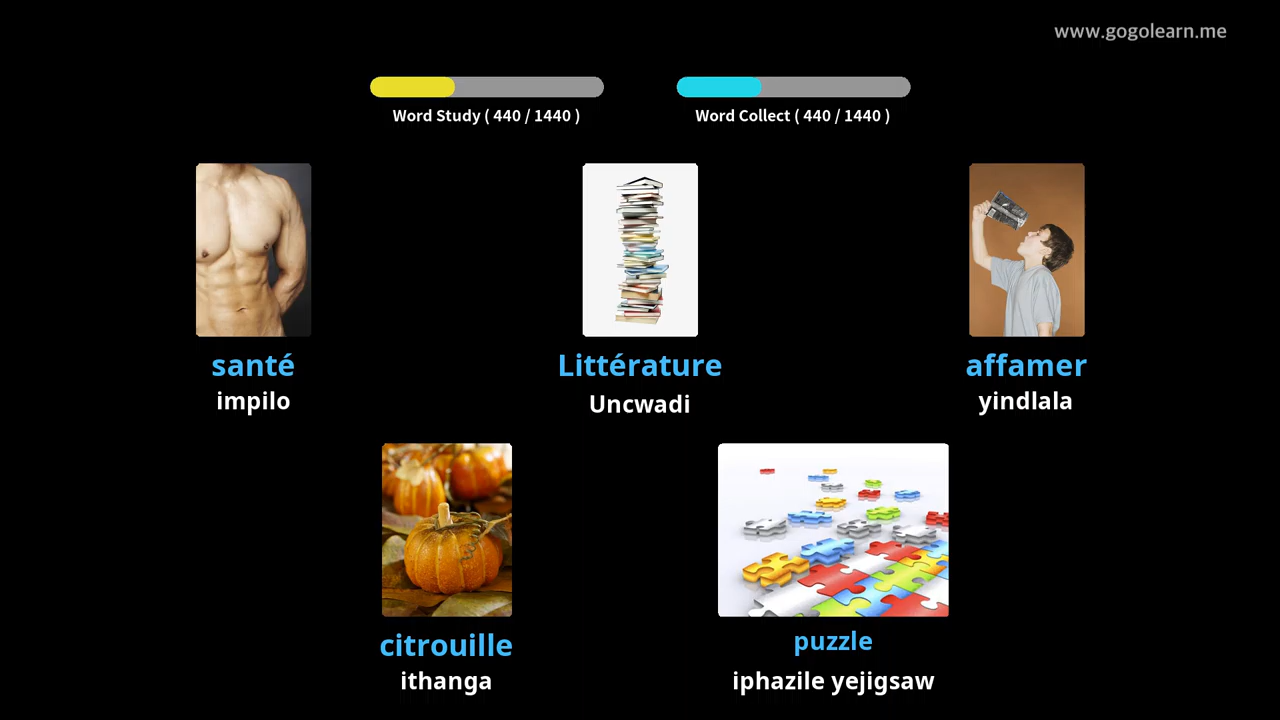 www.gogolearn.me
Word Study ( 440 / 1440 )
Word Collect ( 440 / 1440 )
santé
impilo
Littérature
Uncwadi
affamer
yindlala
citrouille
ithanga
puzzle
iphazile yejigsaw